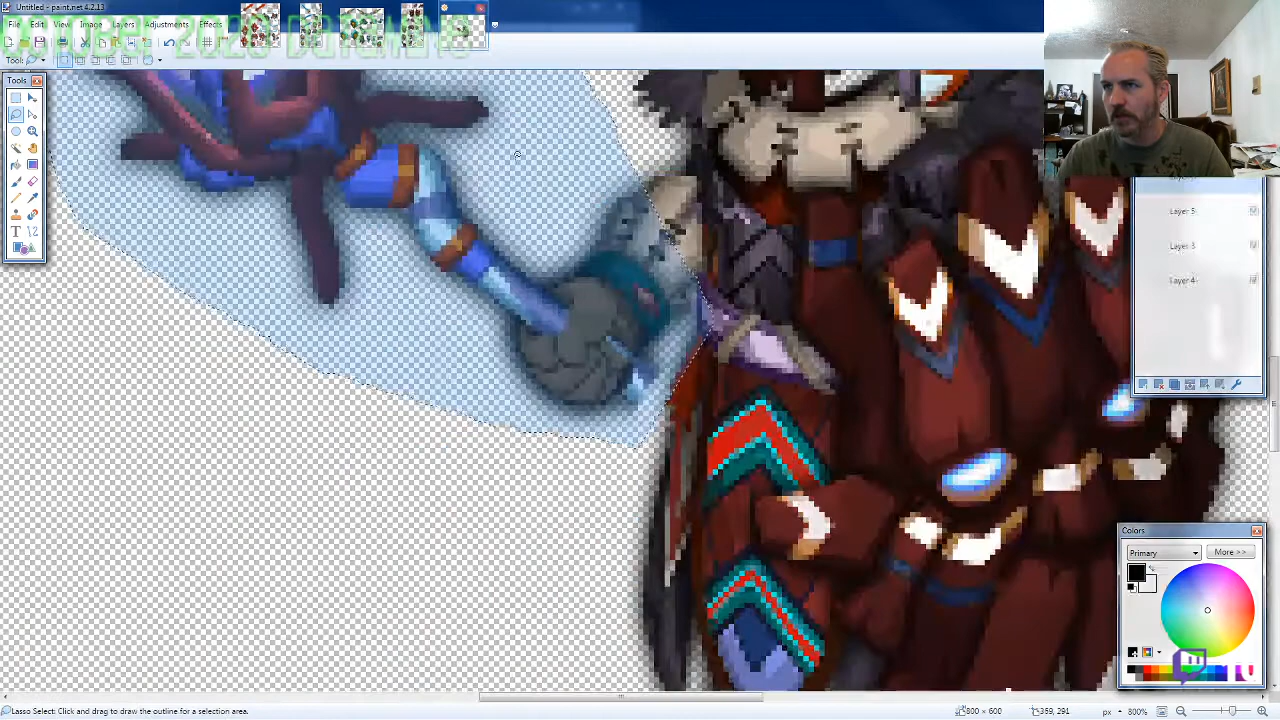 Untitled - paint.net 4.2.13
File Edit View Image Layers Adjustments Effects
2023
Tool
Tools
Layer 5
Layer 3
Layer 4
Colors
Primary
More >>
Lasso Select: Click and drag to draw the outline for a selection area.
800 × 600
359, 291
px
800%